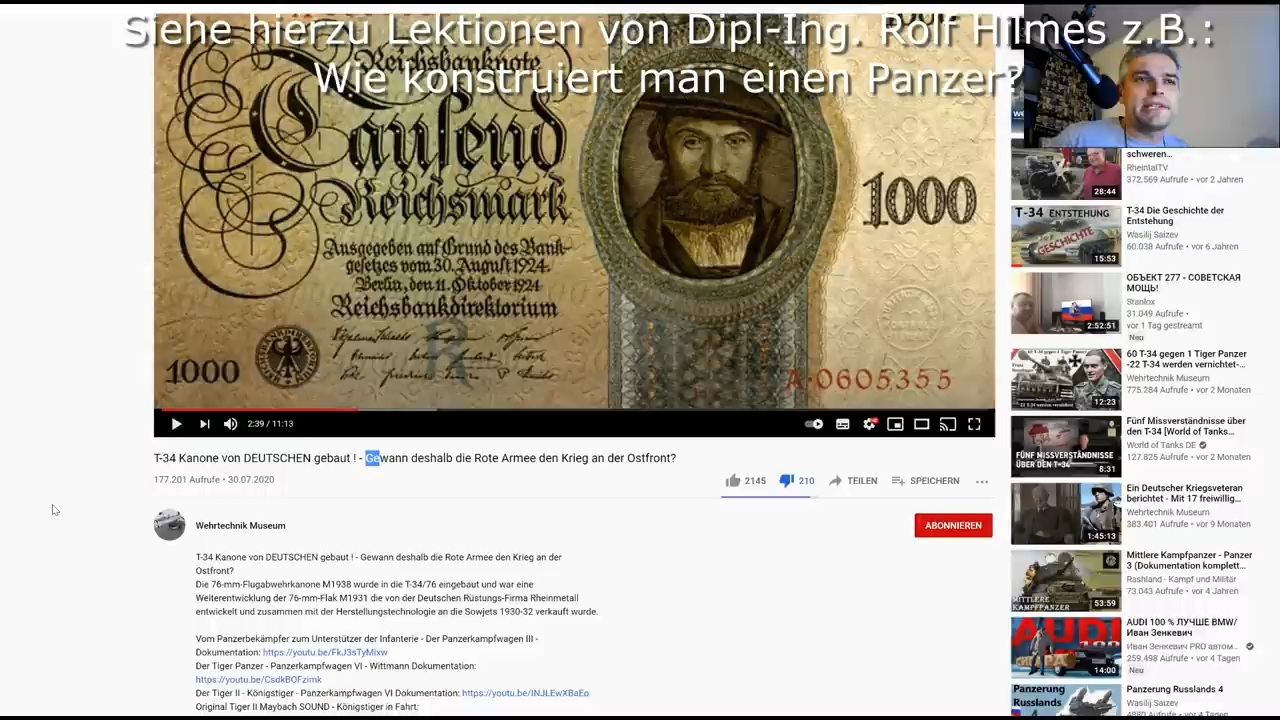 Siehe hierzu Lektionen von Dipl-Ing. Rolf Hilmes z.B.:
Wie konstruiert man einen Panzer?
Reichsbanknote
Tausend
Reichsmark
1000
Ausgegeben auf Grund des Bank-
gesetzes vom 30. August 1924.
Berlin, den 11. Oktober 1924
Reichsbankdirektorium
1000
A·0605355
2:39 / 11:13
T-34 Kanone von DEUTSCHEN gebaut ! - Gewann deshalb die Rote Armee den Krieg an der Ostfront?
177.201 Aufrufe • 30.07.2020
2145
210
TEILEN
SPEICHERN
Wehrtechnik Museum
ABONNIEREN
T-34 Kanone von DEUTSCHEN gebaut ! - Gewann deshalb die Rote Armee den Krieg an der
Ostfront?
Die 76-mm-Flugabwehrkanone M1938 wurde in die T-34/76 eingebaut und war eine
Weiterentwicklung der 76-mm-Flak M1931 die von der Deutschen Rüstungs-Firma Rheinmetall
entwickelt und zusammen mit der Herstellungstechnologie an die Sowjets 1930-32 verkauft wurde.
Vom Panzerbekämpfer zum Unterstützer der Infanterie - Der Panzerkampfwagen III -
Dokumentation: https://youtu.be/FkJ3sTyMixw
Der Tiger Panzer - Panzerkampfwagen VI - Wittmann Dokumentation:
https://youtu.be/CsdkBOFzimk
Der Tiger II - Königstiger - Panzerkampfwagen VI Dokumentation: https://youtu.be/INJLEwXBaEo
Original Tiger II Maybach SOUND - Königstiger in Fahrt:
schweren...
RheintalTV
372.569 Aufrufe • vor 2 Jahren
28:44
T-34 ENTSTEHUNG
GESCHICHTE
15:53
T-34 Die Geschichte der
Entstehung
Wasilij Saizev
60.038 Aufrufe • vor 6 Jahren
2:52:51
ОБЪЕКТ 277 - СОВЕТСКАЯ
МОЩЬ!
Stanlox
31.049 Aufrufe •
vor 1 Tag gestreamt
Neu
12:23
60 T-34 gegen 1 Tiger Panzer
-22 T-34 werden vernichtet-...
Wehrtechnik Museum
775.284 Aufrufe • vor 2 Monaten
FÜNF MISSVERSTÄNDNISSE
ÜBER DEN T-34
8:31
Fünf Missverständnisse über
den T-34 [World of Tanks...
World of Tanks DE
127.825 Aufrufe • vor 2 Monaten
1:45:13
Ein Deutscher Kriegsveteran
berichtet - Mit 17 freiwillig...
Wehrtechnik Museum
383.401 Aufrufe • vor 9 Monaten
MITTLERE
KAMPFPANZER
53:59
Mittlere Kampfpanzer - Panzer
3 (Dokumentation komplett...
Rashland - Kampf und Militär
73.043 Aufrufe • vor 4 Jahren
AUDI
14:00
AUDI 100 % ЛУЧШЕ BMW/
Иван Зенкевич
Иван Зенкевич PRO автом...
259.498 Aufrufe • vor 4 Tagen
Neu
Panzerung
Russlands
4
Panzerung Russlands 4
Wasilij Saizev
4880 Aufrufe • vor 4 Tagen